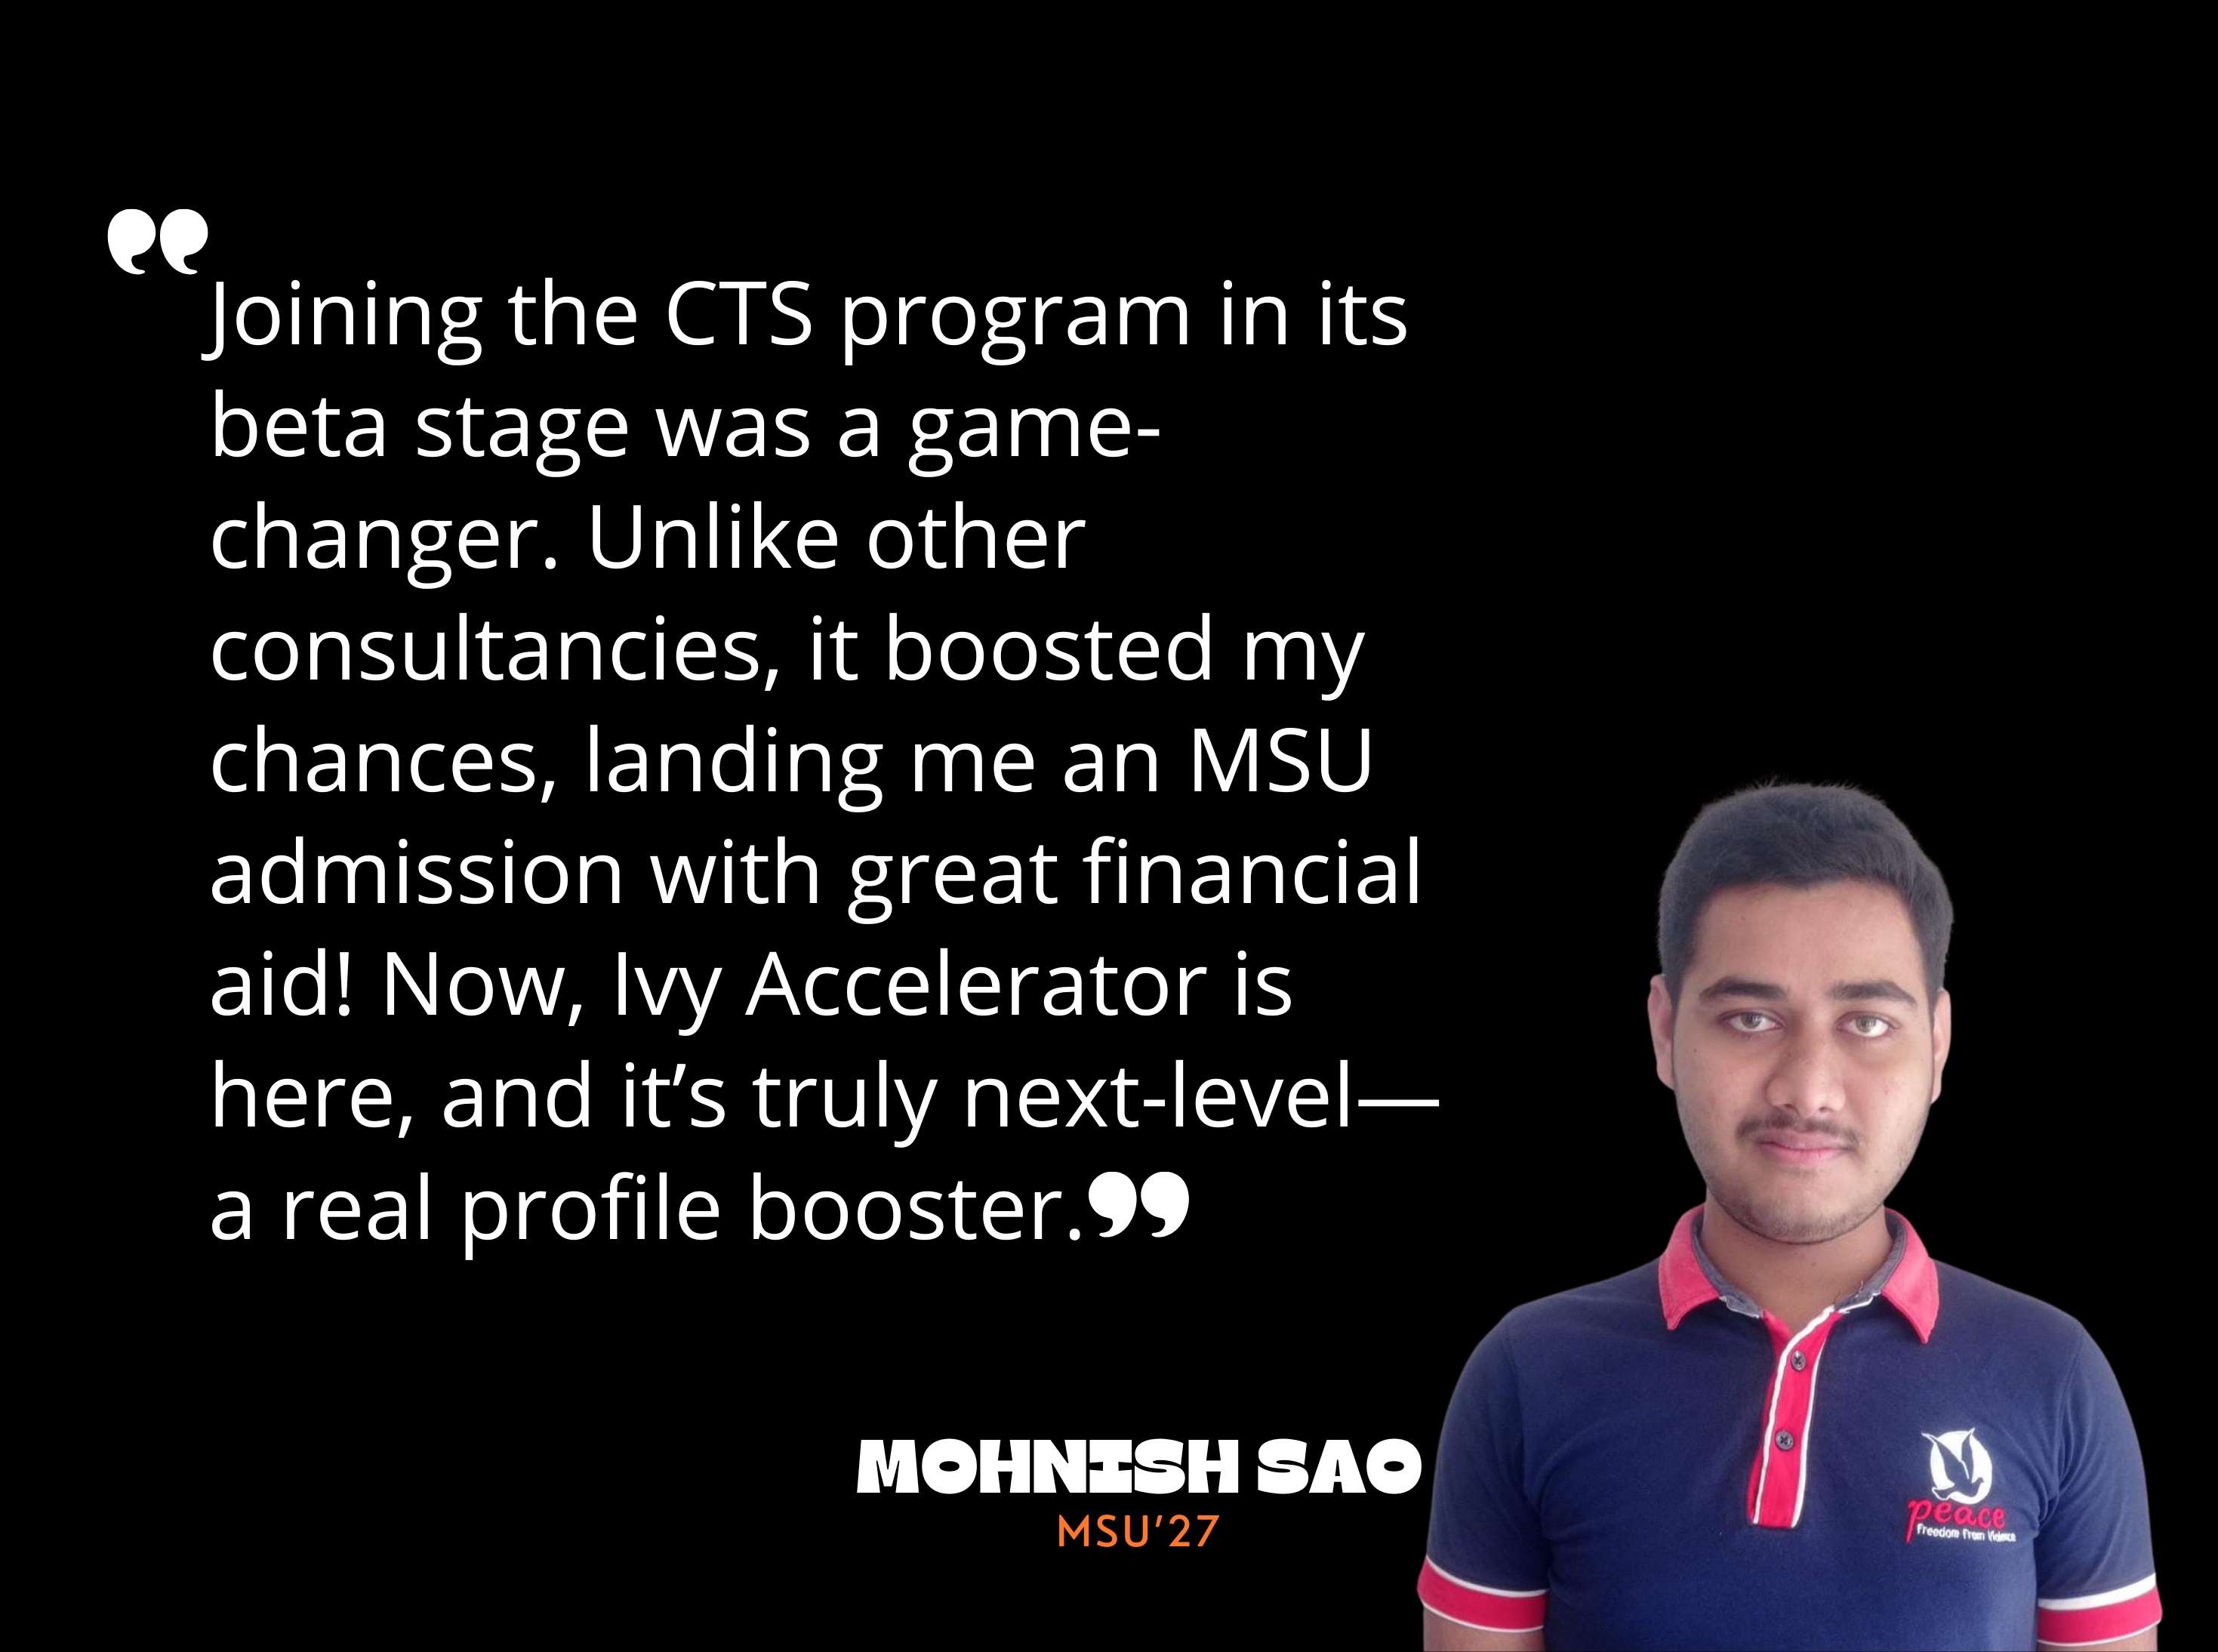 “Joining the CTS program in its
beta stage was a game-
changer. Unlike other
consultancies, it boosted my
chances, landing me an MSU
admission with great financial
aid! Now, Ivy Accelerator is
here, and it’s truly next-level—
a real profile booster.”
MOHNISH SAO
MSU’27
peace
Freedom from Violence